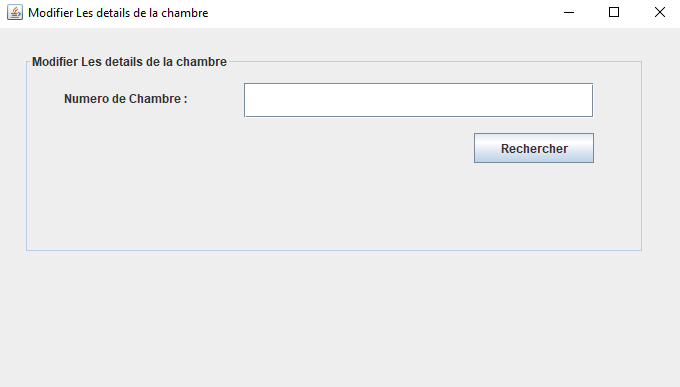 Modifier Les details de la chambre
Modifier Les details de la chambre
Numero de Chambre :
Rechercher